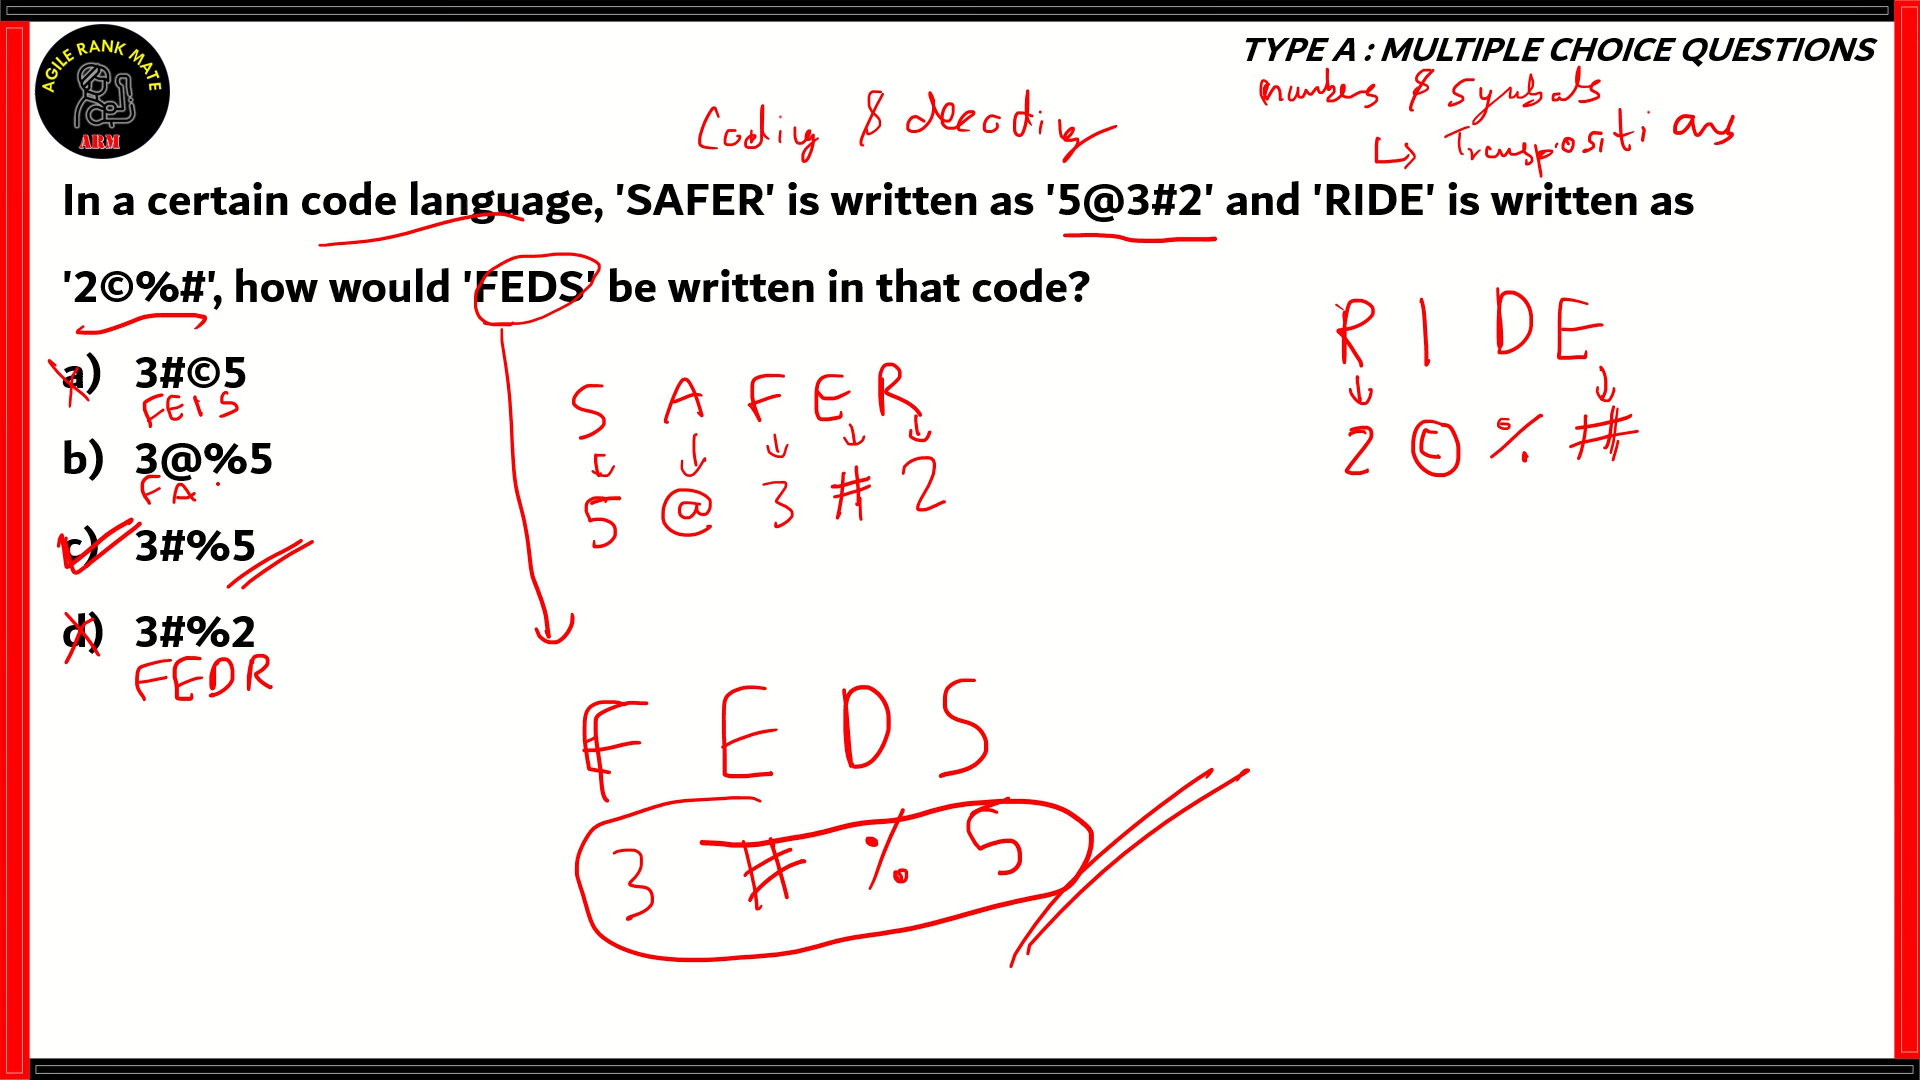 AGILE RANK MATE
ARM
TYPE A : MULTIPLE CHOICE QUESTIONS
numbers & symbols
↳ Transpositions
Coding & decoding
In a certain code language, 'SAFER' is written as '5@3#2' and 'RIDE' is written as
'2©%#', how would 'FEDS' be written in that code?
a) 3#©5
FEIS
b) 3@%5
FA
c) 3#%5
d) 3#%2
FEDR
S A F E R
5 @ 3 # 2
R I D E
2 © % #
F E D S
3 # % 5